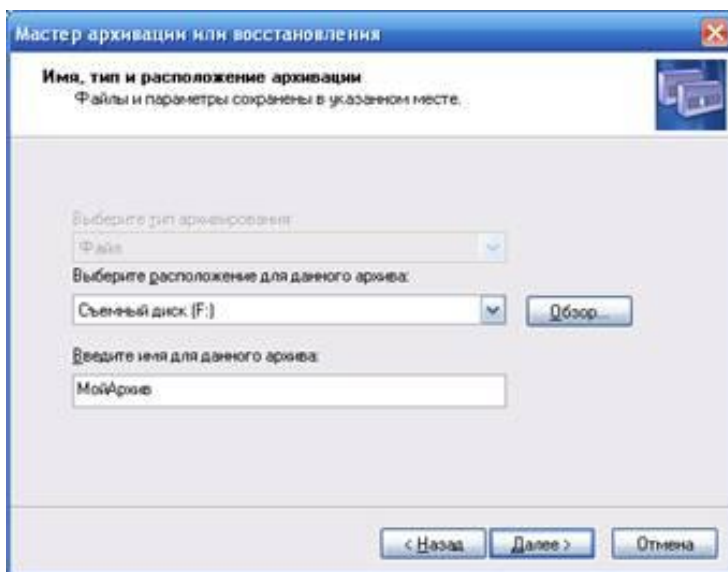 Мастер архивации или восстановления
Имя, тип и расположение архивации
Файлы и параметры сохранены в указанном месте.
Выберите тип архивирования:
Файл
Выберите расположение для данного архива:
Съемный диск (F:)
Обзор...
Введите имя для данного архива:
МойАрхив
< Назад
Далее >
Отмена